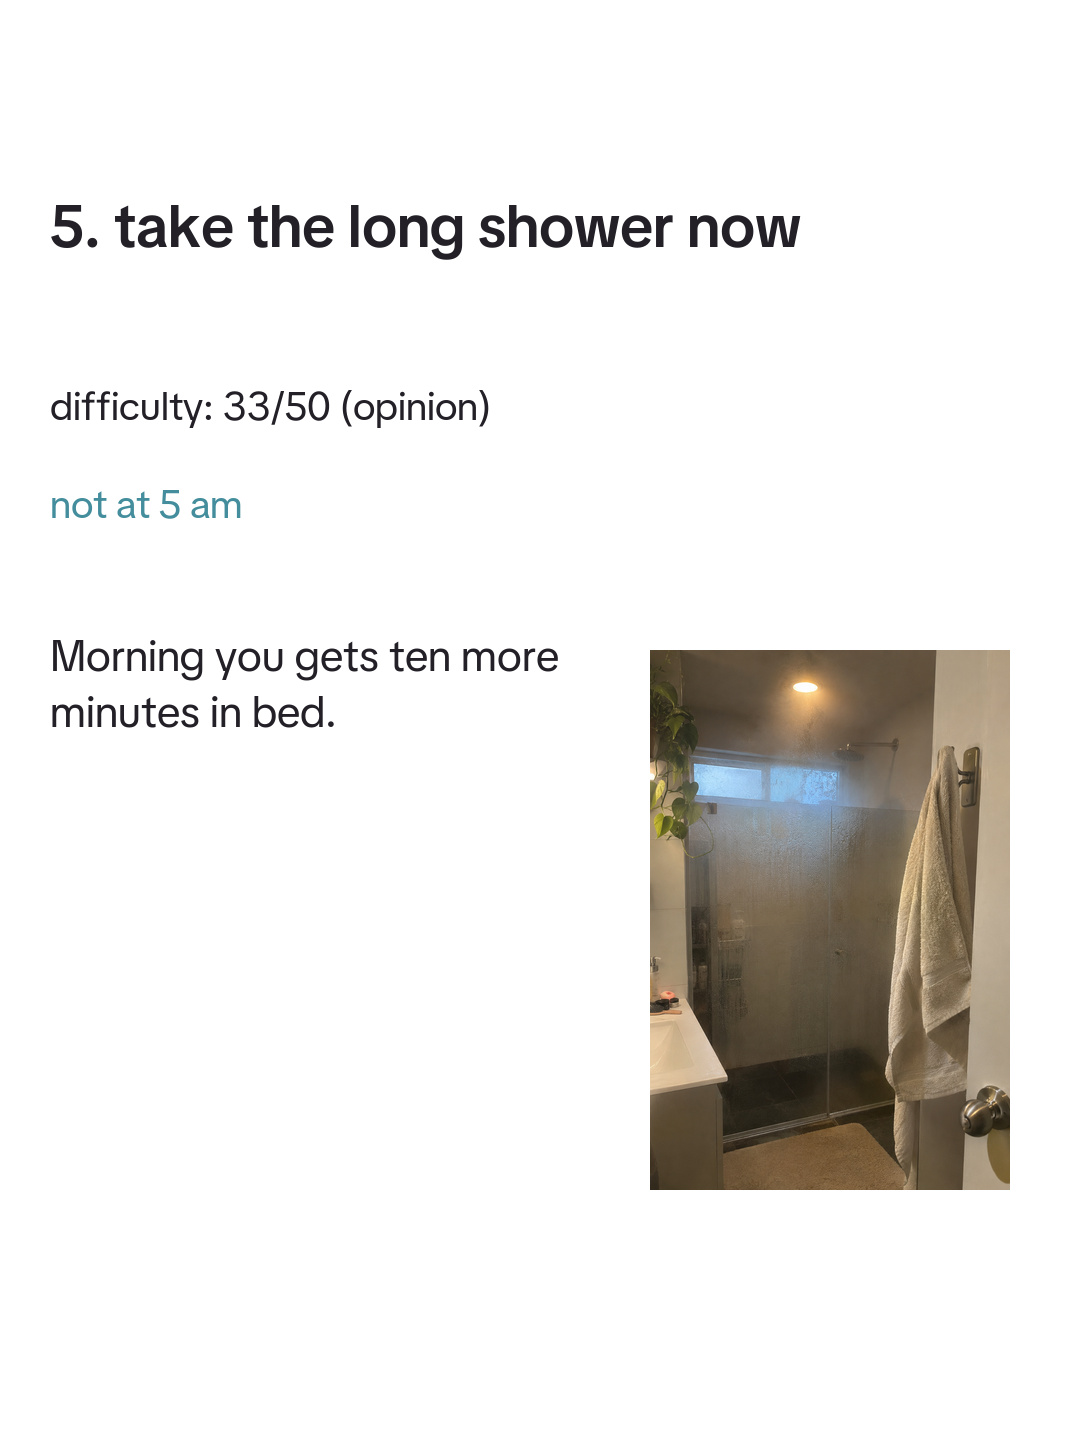 5. take the long shower now
difficulty: 33/50 (opinion)
not at 5 am
Morning you gets ten more
minutes in bed.